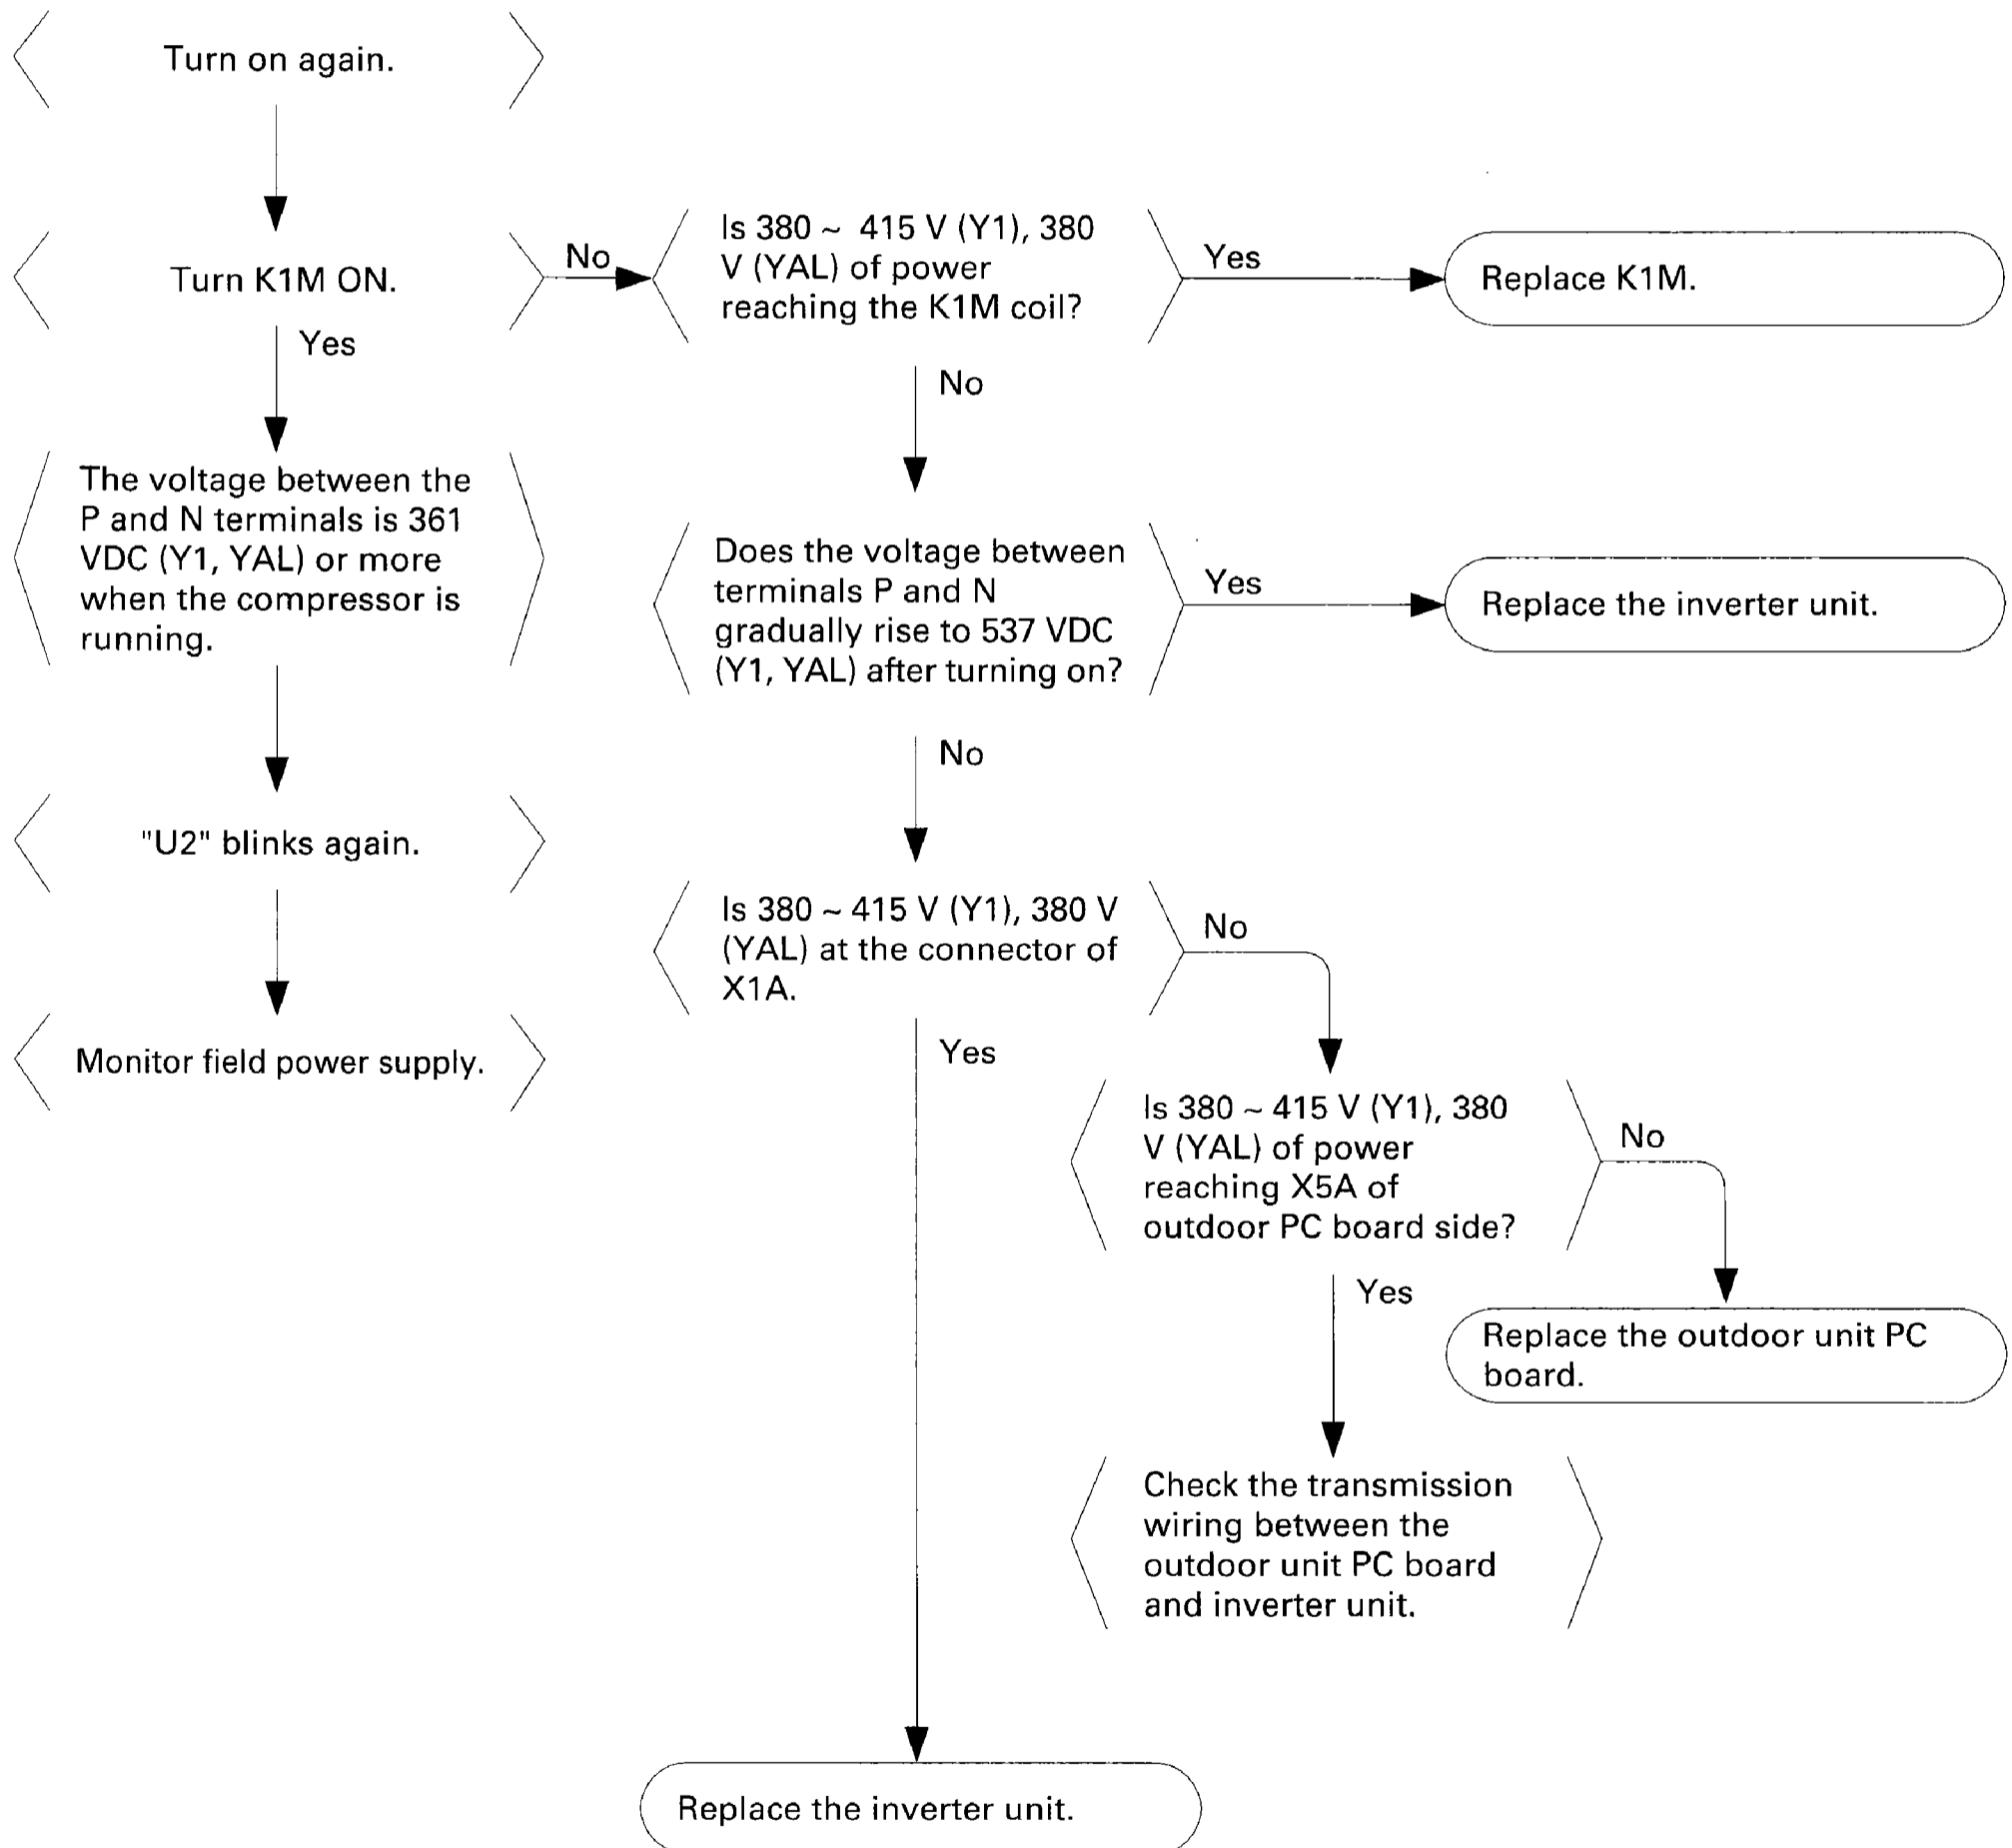 Turn on again.
Turn K1M ON.
No
Is 380 ~ 415 V (Y1), 380
V (YAL) of power
reaching the K1M coil?
Yes
Replace K1M.
Yes
No
The voltage between the
P and N terminals is 361
VDC (Y1, YAL) or more
when the compressor is
running.
Does the voltage between
terminals P and N
gradually rise to 537 VDC
(Y1, YAL) after turning on?
Yes
Replace the inverter unit.
No
"U2" blinks again.
Is 380 ~ 415 V (Y1), 380 V
(YAL) at the connector of
X1A.
No
Yes
Monitor field power supply.
Is 380 ~ 415 V (Y1), 380
V (YAL) of power
reaching X5A of
outdoor PC board side?
No
Yes
Replace the outdoor unit PC
board.
Check the transmission
wiring between the
outdoor unit PC board
and inverter unit.
Replace the inverter unit.